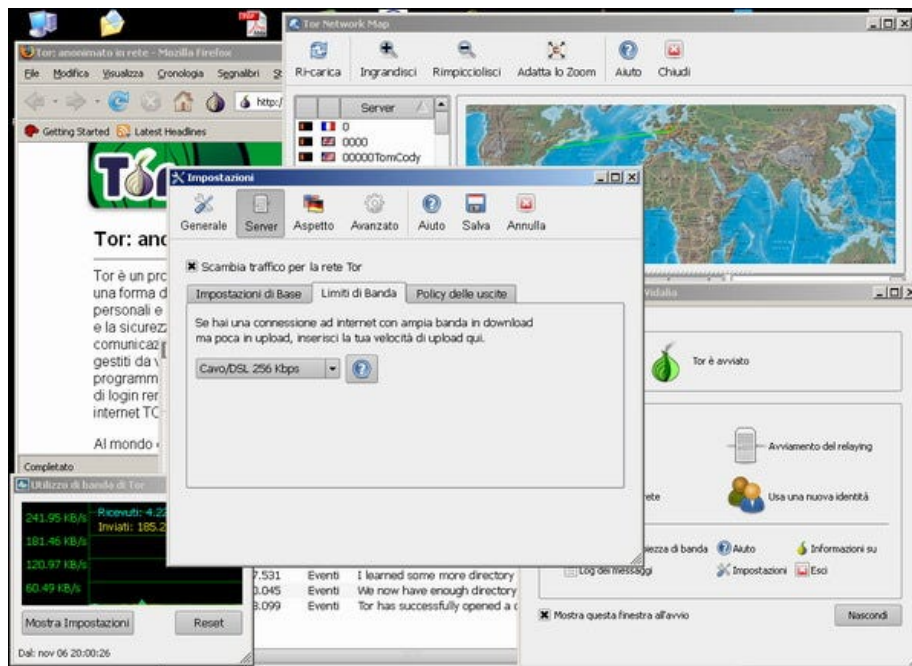 Tor: anonimato in rete - Mozilla Firefox
File Modifica Visualizza Cronologia Segnalibri
http:/
Getting Started Latest Headlines
Tor: ano
Tor è un pro
una forma d
personali e
e la sicurez
comunicaz
gestiti da v
programm
di login rem
internet TC
Al mondo
Completato
Tor Network Map
Ri-carica Ingrandisci Rimpicciolisci Adatta lo Zoom Aiuto Chiudi
Server
0
0000
00000TomCody
Impostazioni
Generale Server Aspetto Avanzato Aiuto Salva Annulla
Scambia traffico per la rete Tor
Impostazioni di Base Limiti di Banda Policy delle uscite
Se hai una connessione ad internet con ampia banda in download
ma poca in upload, inserisci la tua velocità di upload qui.
Cavo/DSL 256 Kbps
Vidalia
Tor è avviato
Avviamento del relaying
rete Usa una nuova identità
iezza di banda Aiuto Informazioni su
Log dei messaggi Impostazioni Esci
Mostra questa finestra all'avvio Nascondi
Utilizzo di banda di Tor
241.95 KB/s Ricevuti: 4.22
Inviati: 185.2
181.46 KB/s
120.97 KB/s
60.49 KB/s
Mostra Impostazioni Reset
Dal: nov 06 20:00:26
7.531 Eventi I learned some more directory
0.045 Eventi We now have enough directory
3.099 Eventi Tor has successfully opened a c